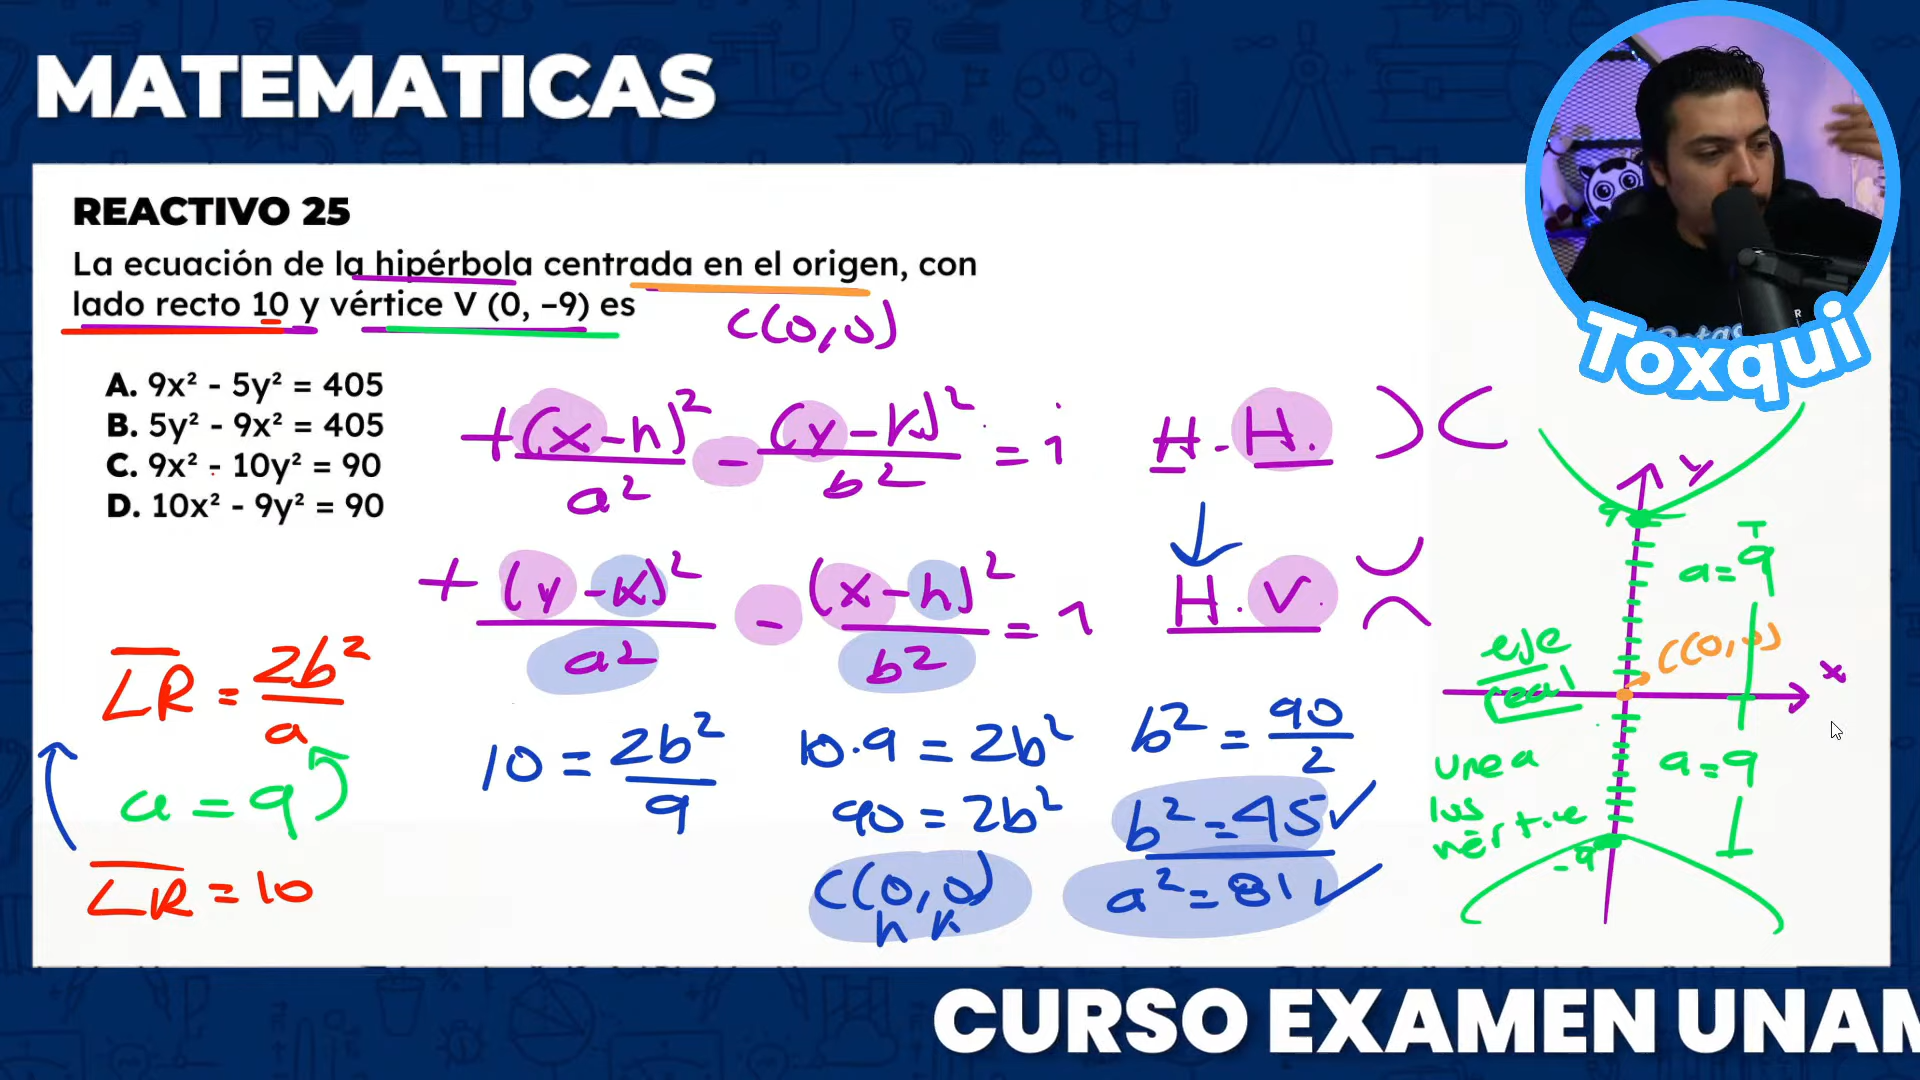 MATEMATICAS
REACTIVO 25
La ecuación de la hipérbola centrada en el origen, con
lado recto 10 y vértice V (0, –9) es
C(0,0)
A. 9x² - 5y² = 405
B. 5y² - 9x² = 405
C. 9x² - 10y² = 90
D. 10x² - 9y² = 90
+(x-h)²/a² - (y-k)²/b² = 1
H-H.
+(y-k)²/a² - (x-h)²/b² = 1
H.V.
LR = 2b²/a
a = 9
LR = 10
10 = 2b²/9
10·9 = 2b²
90 = 2b²
C(0,0)
h k
b² = 90/2
b² = 45 ✓
a² = 81 ✓
y
9
a=9
C(0,0)
x
eje
real
unea
los
vértice
a=9
-9
Toxqui
CURSO EXAMEN UNAM